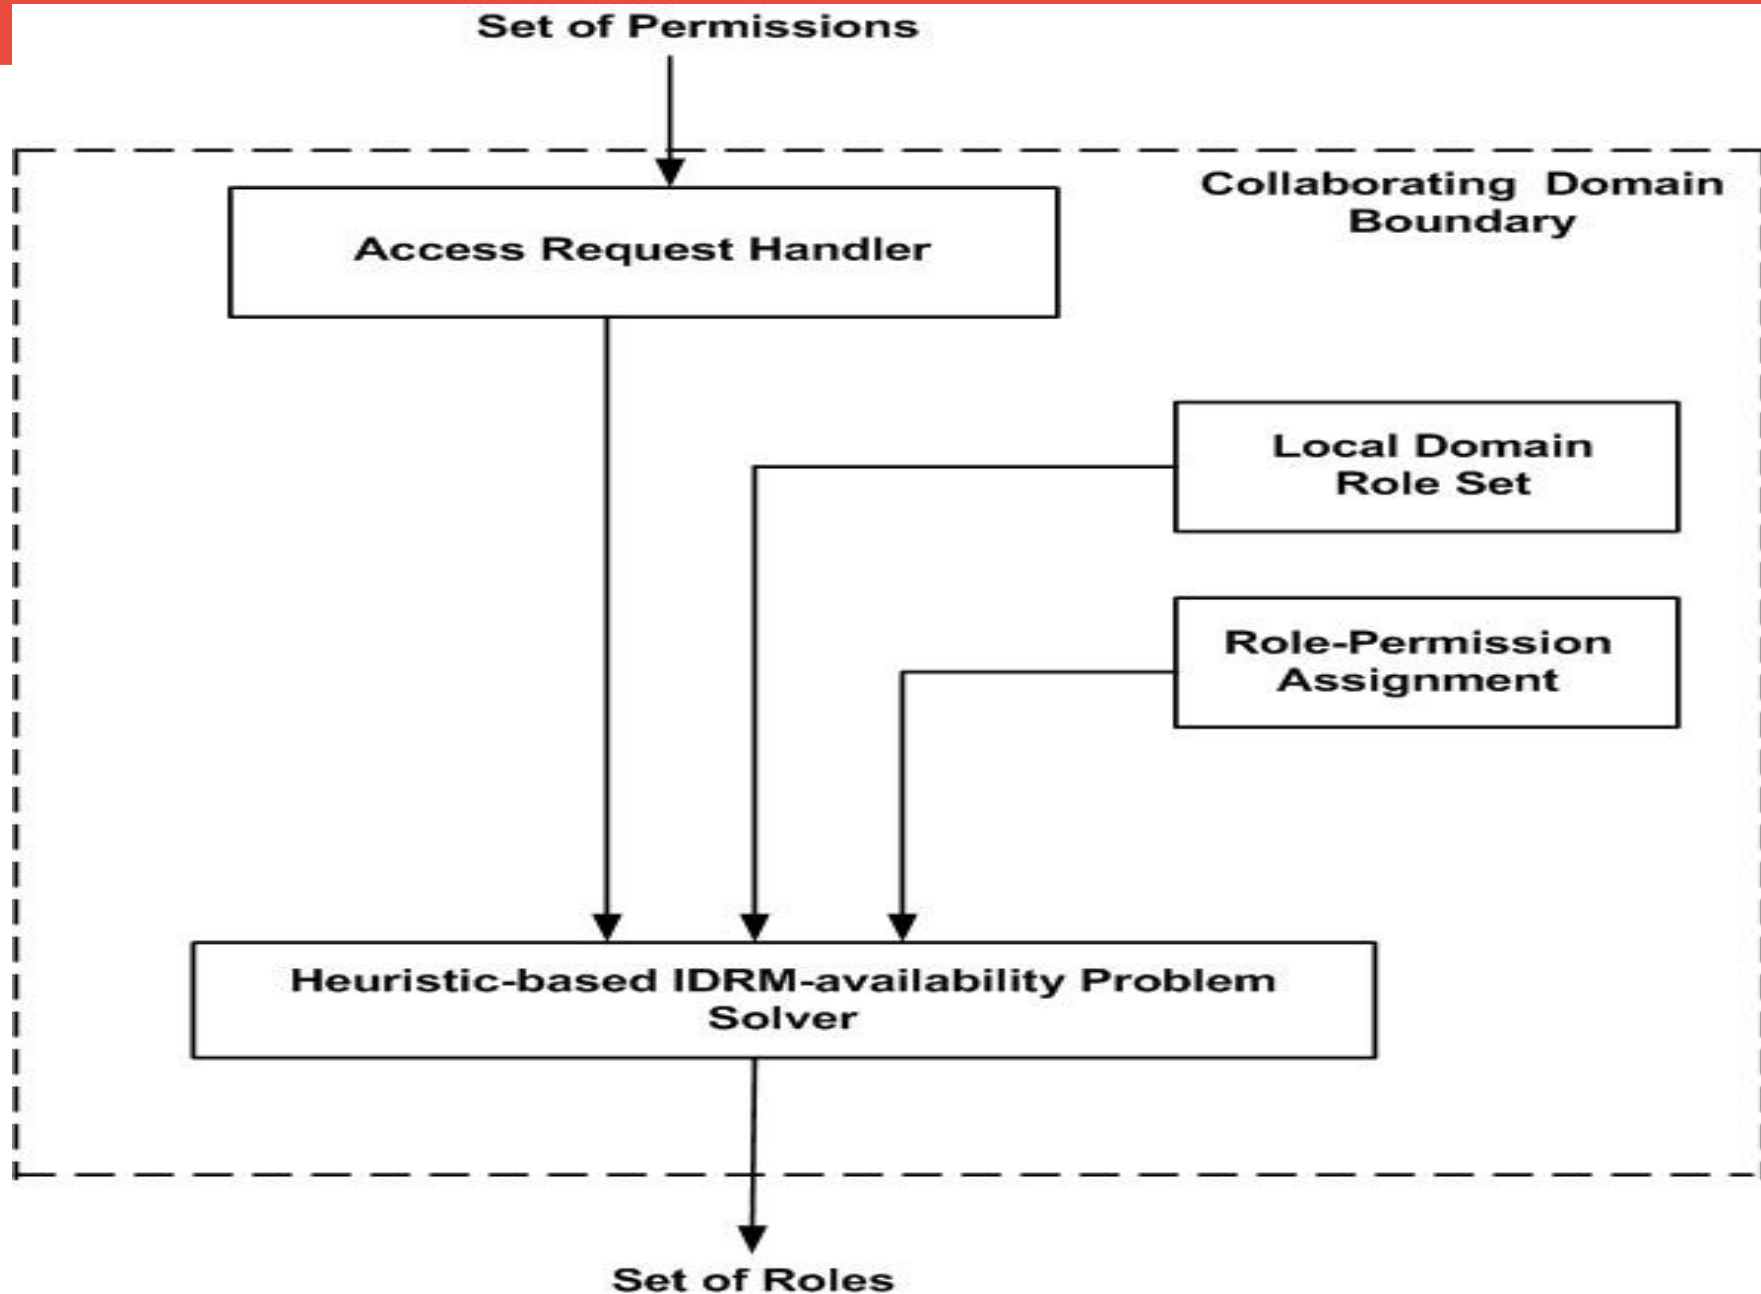 Set of Permissions
Collaborating Domain
Boundary
Access Request Handler
Local Domain
Role Set
Role-Permission
Assignment
Heuristic-based IDRM-availability Problem
Solver
Set of Roles